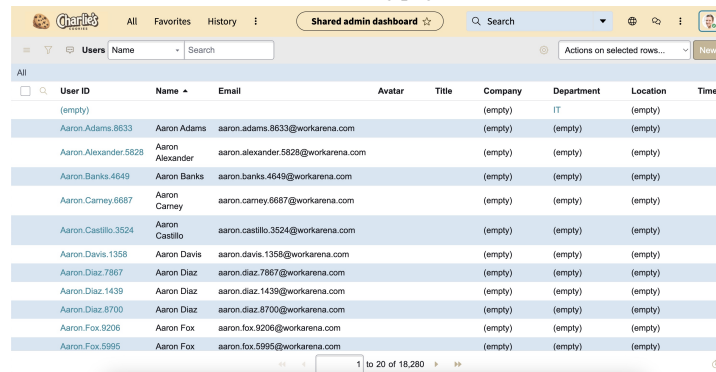 Charlie's
COOKIES
All Favorites History Shared admin dashboard Search
Users Name Search Actions on selected rows... New
All
User ID Name Email Avatar Title Company Department Location Time
(empty) (empty) IT (empty)
Aaron.Adams.8633 Aaron Adams aaron.adams.8633@workarena.com (empty) (empty) (empty)
Aaron.Alexander.5828 Aaron Alexander aaron.alexander.5828@workarena.com (empty) (empty) (empty)
Aaron.Banks.4649 Aaron Banks aaron.banks.4649@workarena.com (empty) (empty) (empty)
Aaron.Carney.6687 Aaron Carney aaron.carney.6687@workarena.com (empty) (empty) (empty)
Aaron.Castillo.3524 Aaron Castillo aaron.castillo.3524@workarena.com (empty) (empty) (empty)
Aaron.Davis.1358 Aaron Davis aaron.davis.1358@workarena.com (empty) (empty) (empty)
Aaron.Diaz.7867 Aaron Diaz aaron.diaz.7867@workarena.com (empty) (empty) (empty)
Aaron.Diaz.1439 Aaron Diaz aaron.diaz.1439@workarena.com (empty) (empty) (empty)
Aaron.Diaz.8700 Aaron Diaz aaron.diaz.8700@workarena.com (empty) (empty) (empty)
Aaron.Fox.9206 Aaron Fox aaron.fox.9206@workarena.com (empty) (empty) (empty)
Aaron.Fox.5995 Aaron Fox aaron.fox.5995@workarena.com (empty) (empty) (empty)
1 to 20 of 18,280